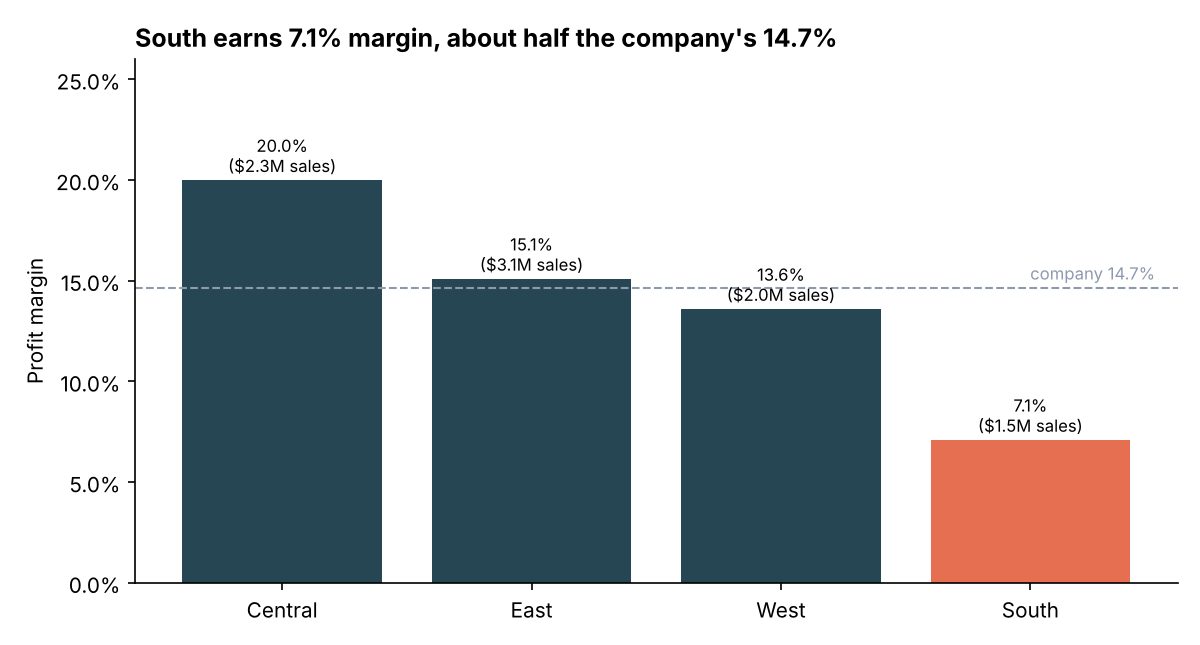 South earns 7.1% margin, about half the company's 14.7%
25.0%
20.0%
15.0%
10.0%
5.0%
0.0%
Profit margin
20.0%
($2.3M sales)
15.1%
($3.1M sales)
13.6%
($2.0M sales)
company 14.7%
7.1%
($1.5M sales)
Central
East
West
South